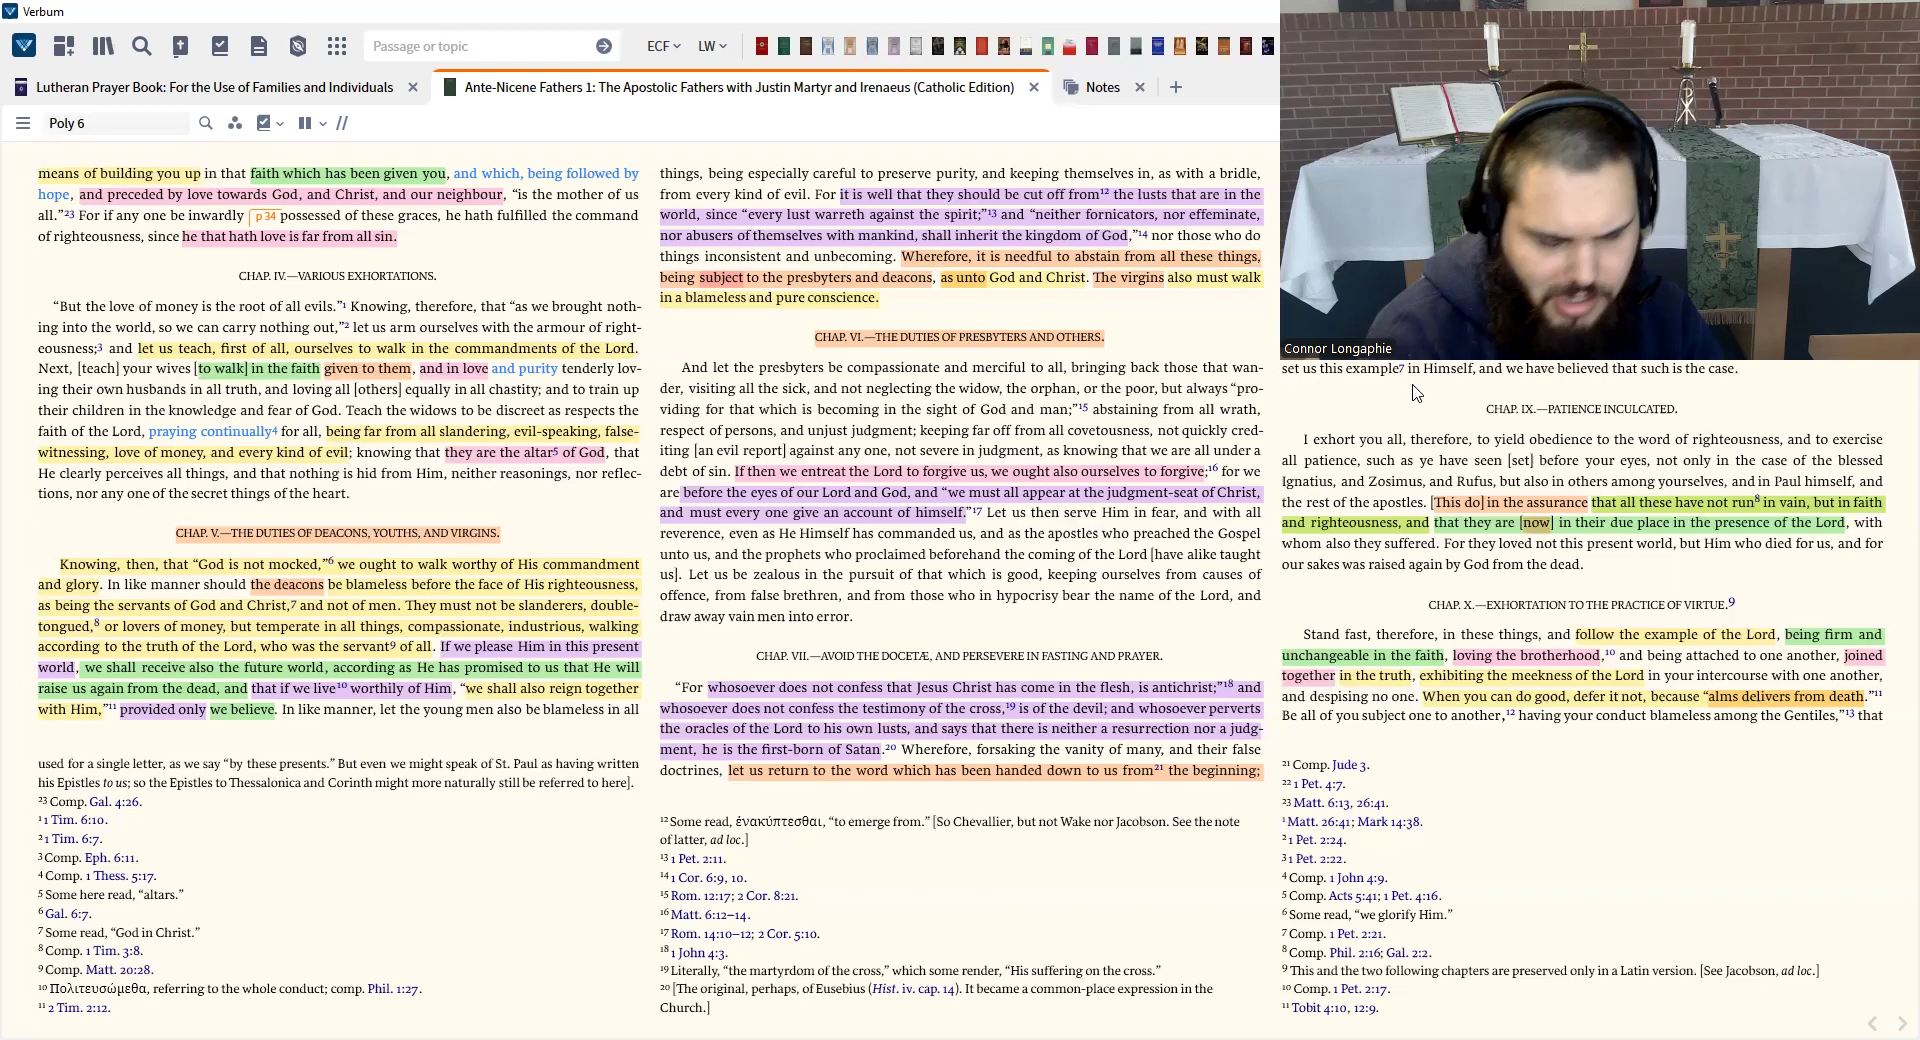 Verbum
Passage or topic
ECF
LW
Lutheran Prayer Book: For the Use of Families and Individuals
Ante-Nicene Fathers 1: The Apostolic Fathers with Justin Martyr and Irenaeus (Catholic Edition)
Notes
Poly 6
means of building you up in that faith which has been given you, and which, being followed by
hope, and preceded by love towards God, and Christ, and our neighbour, “is the mother of us
all.”23 For if any one be inwardly p 34 possessed of these graces, he hath fulfilled the command
of righteousness, since he that hath love is far from all sin.
CHAP. IV.—VARIOUS EXHORTATIONS.
“But the love of money is the root of all evils.”1 Knowing, therefore, that “as we brought noth-
ing into the world, so we can carry nothing out,”2 let us arm ourselves with the armour of right-
eousness;3 and let us teach, first of all, ourselves to walk in the commandments of the Lord.
Next, [teach] your wives [to walk] in the faith given to them, and in love and purity tenderly lov-
ing their own husbands in all truth, and loving all [others] equally in all chastity; and to train up
their children in the knowledge and fear of God. Teach the widows to be discreet as respects the
faith of the Lord, praying continually4 for all, being far from all slandering, evil-speaking, false-
witnessing, love of money, and every kind of evil; knowing that they are the altar5 of God, that
He clearly perceives all things, and that nothing is hid from Him, neither reasonings, nor reflec-
tions, nor any one of the secret things of the heart.
CHAP. V.—THE DUTIES OF DEACONS, YOUTHS, AND VIRGINS.
Knowing, then, that “God is not mocked,”6 we ought to walk worthy of His commandment
and glory. In like manner should the deacons be blameless before the face of His righteousness,
as being the servants of God and Christ,7 and not of men. They must not be slanderers, double-
tongued,8 or lovers of money, but temperate in all things, compassionate, industrious, walking
according to the truth of the Lord, who was the servant9 of all. If we please Him in this present
world, we shall receive also the future world, according as He has promised to us that He will
raise us again from the dead, and that if we live10 worthily of Him, “we shall also reign together
with Him,”11 provided only we believe. In like manner, let the young men also be blameless in all
used for a single letter, as we say “by these presents.” But even we might speak of St. Paul as having written
his Epistles to us; so the Epistles to Thessalonica and Corinth might more naturally still be referred to here].
23 Comp. Gal. 4:26.
1 1 Tim. 6:10.
2 1 Tim. 6:7.
3 Comp. Eph. 6:11.
4 Comp. 1 Thess. 5:17.
5 Some here read, “altars.”
6 Gal. 6:7.
7 Some read, “God in Christ.”
8 Comp. 1 Tim. 3:8.
9 Comp. Matt. 20:28.
10 Πολιτευσώμεθα, referring to the whole conduct; comp. Phil. 1:27.
11 2 Tim. 2:12.
things, being especially careful to preserve purity, and keeping themselves in, as with a bridle,
from every kind of evil. For it is well that they should be cut off from12 the lusts that are in the
world, since “every lust warreth against the spirit;”13 and “neither fornicators, nor effeminate,
nor abusers of themselves with mankind, shall inherit the kingdom of God,”14 nor those who do
things inconsistent and unbecoming. Wherefore, it is needful to abstain from all these things,
being subject to the presbyters and deacons, as unto God and Christ. The virgins also must walk
in a blameless and pure conscience.
CHAP. VI.—THE DUTIES OF PRESBYTERS AND OTHERS.
And let the presbyters be compassionate and merciful to all, bringing back those that wan-
der, visiting all the sick, and not neglecting the widow, the orphan, or the poor, but always “pro-
viding for that which is becoming in the sight of God and man;”15 abstaining from all wrath,
respect of persons, and unjust judgment; keeping far off from all covetousness, not quickly cred-
iting [an evil report] against any one, not severe in judgment, as knowing that we are all under a
debt of sin. If then we entreat the Lord to forgive us, we ought also ourselves to forgive;16 for we
are before the eyes of our Lord and God, and “we must all appear at the judgment-seat of Christ,
and must every one give an account of himself.”17 Let us then serve Him in fear, and with all
reverence, even as He Himself has commanded us, and as the apostles who preached the Gospel
unto us, and the prophets who proclaimed beforehand the coming of the Lord [have alike taught
us]. Let us be zealous in the pursuit of that which is good, keeping ourselves from causes of
offence, from false brethren, and from those who in hypocrisy bear the name of the Lord, and
draw away vain men into error.
CHAP. VII.—AVOID THE DOCETÆ, AND PERSEVERE IN FASTING AND PRAYER.
“For whosoever does not confess that Jesus Christ has come in the flesh, is antichrist;”18 and
whosoever does not confess the testimony of the cross,19 is of the devil; and whosoever perverts
the oracles of the Lord to his own lusts, and says that there is neither a resurrection nor a judg-
ment, he is the first-born of Satan.20 Wherefore, forsaking the vanity of many, and their false
doctrines, let us return to the word which has been handed down to us from21 the beginning;
12 Some read, ἀνακύπτεσθαι, “to emerge from.” [So Chevallier, but not Wake nor Jacobson. See the note
of latter, ad loc.]
13 1 Pet. 2:11.
14 1 Cor. 6:9, 10.
15 Rom. 12:17; 2 Cor. 8:21.
16 Matt. 6:12–14.
17 Rom. 14:10–12; 2 Cor. 5:10.
18 1 John 4:3.
19 Literally, “the martyrdom of the cross,” which some render, “His suffering on the cross.”
20 [The original, perhaps, of Eusebius (Hist. iv. cap. 14). It became a common-place expression in the
Church.]
Connor Longaphie
set us this example7 in Himself, and we have believed that such is the case.
CHAP. IX.—PATIENCE INCULCATED.
I exhort you all, therefore, to yield obedience to the word of righteousness, and to exercise
all patience, such as ye have seen [set] before your eyes, not only in the case of the blessed
Ignatius, and Zosimus, and Rufus, but also in others among yourselves, and in Paul himself, and
the rest of the apostles. [This do] in the assurance that all these have not run8 in vain, but in faith
and righteousness, and that they are [now] in their due place in the presence of the Lord, with
whom also they suffered. For they loved not this present world, but Him who died for us, and for
our sakes was raised again by God from the dead.
CHAP. X.—EXHORTATION TO THE PRACTICE OF VIRTUE.9
Stand fast, therefore, in these things, and follow the example of the Lord, being firm and
unchangeable in the faith, loving the brotherhood,10 and being attached to one another, joined
together in the truth, exhibiting the meekness of the Lord in your intercourse with one another,
and despising no one. When you can do good, defer it not, because “alms delivers from death.”11
Be all of you subject one to another,12 having your conduct blameless among the Gentiles,”13 that
21 Comp. Jude 3.
22 1 Pet. 4:7.
23 Matt. 6:13, 26:41.
1 Matt. 26:41; Mark 14:38.
2 1 Pet. 2:24.
3 1 Pet. 2:22.
4 Comp. 1 John 4:9.
5 Comp. Acts 5:41; 1 Pet. 4:16.
6 Some read, “we glorify Him.”
7 Comp. 1 Pet. 2:21.
8 Comp. Phil. 2:16; Gal. 2:2.
9 This and the two following chapters are preserved only in a Latin version. [See Jacobson, ad loc.]
10 Comp. 1 Pet. 2:17.
11 Tobit 4:10, 12:9.